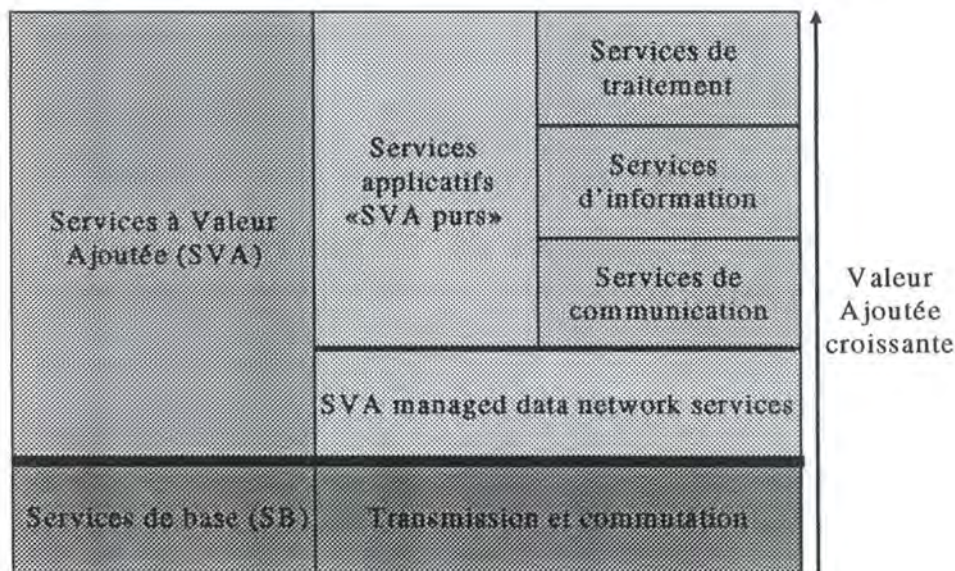 Services de
traitement
Services
applicatifs
«SVA purs»
Services
d'information
Services à Valeur
Ajoutée (SVA)
Services de
communication
Valeur
Ajoutée
croissante
SVA managed data network services
Services de base (SB)
Transmission et commutation